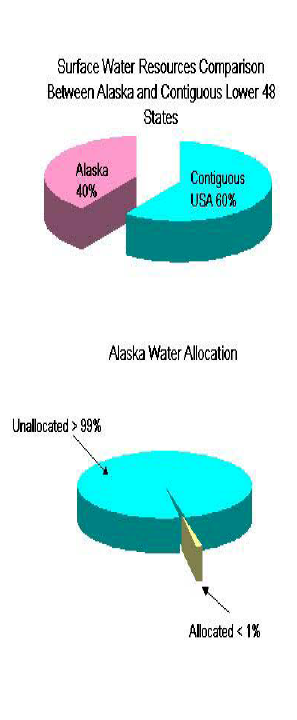 Surface Water Resources Comparison
Between Alaska and Contiguous Lower 48
States
Alaska
40%
Contiguous
USA 60%
Alaska Water Allocation
Unallocated > 99%
Allocated < 1%